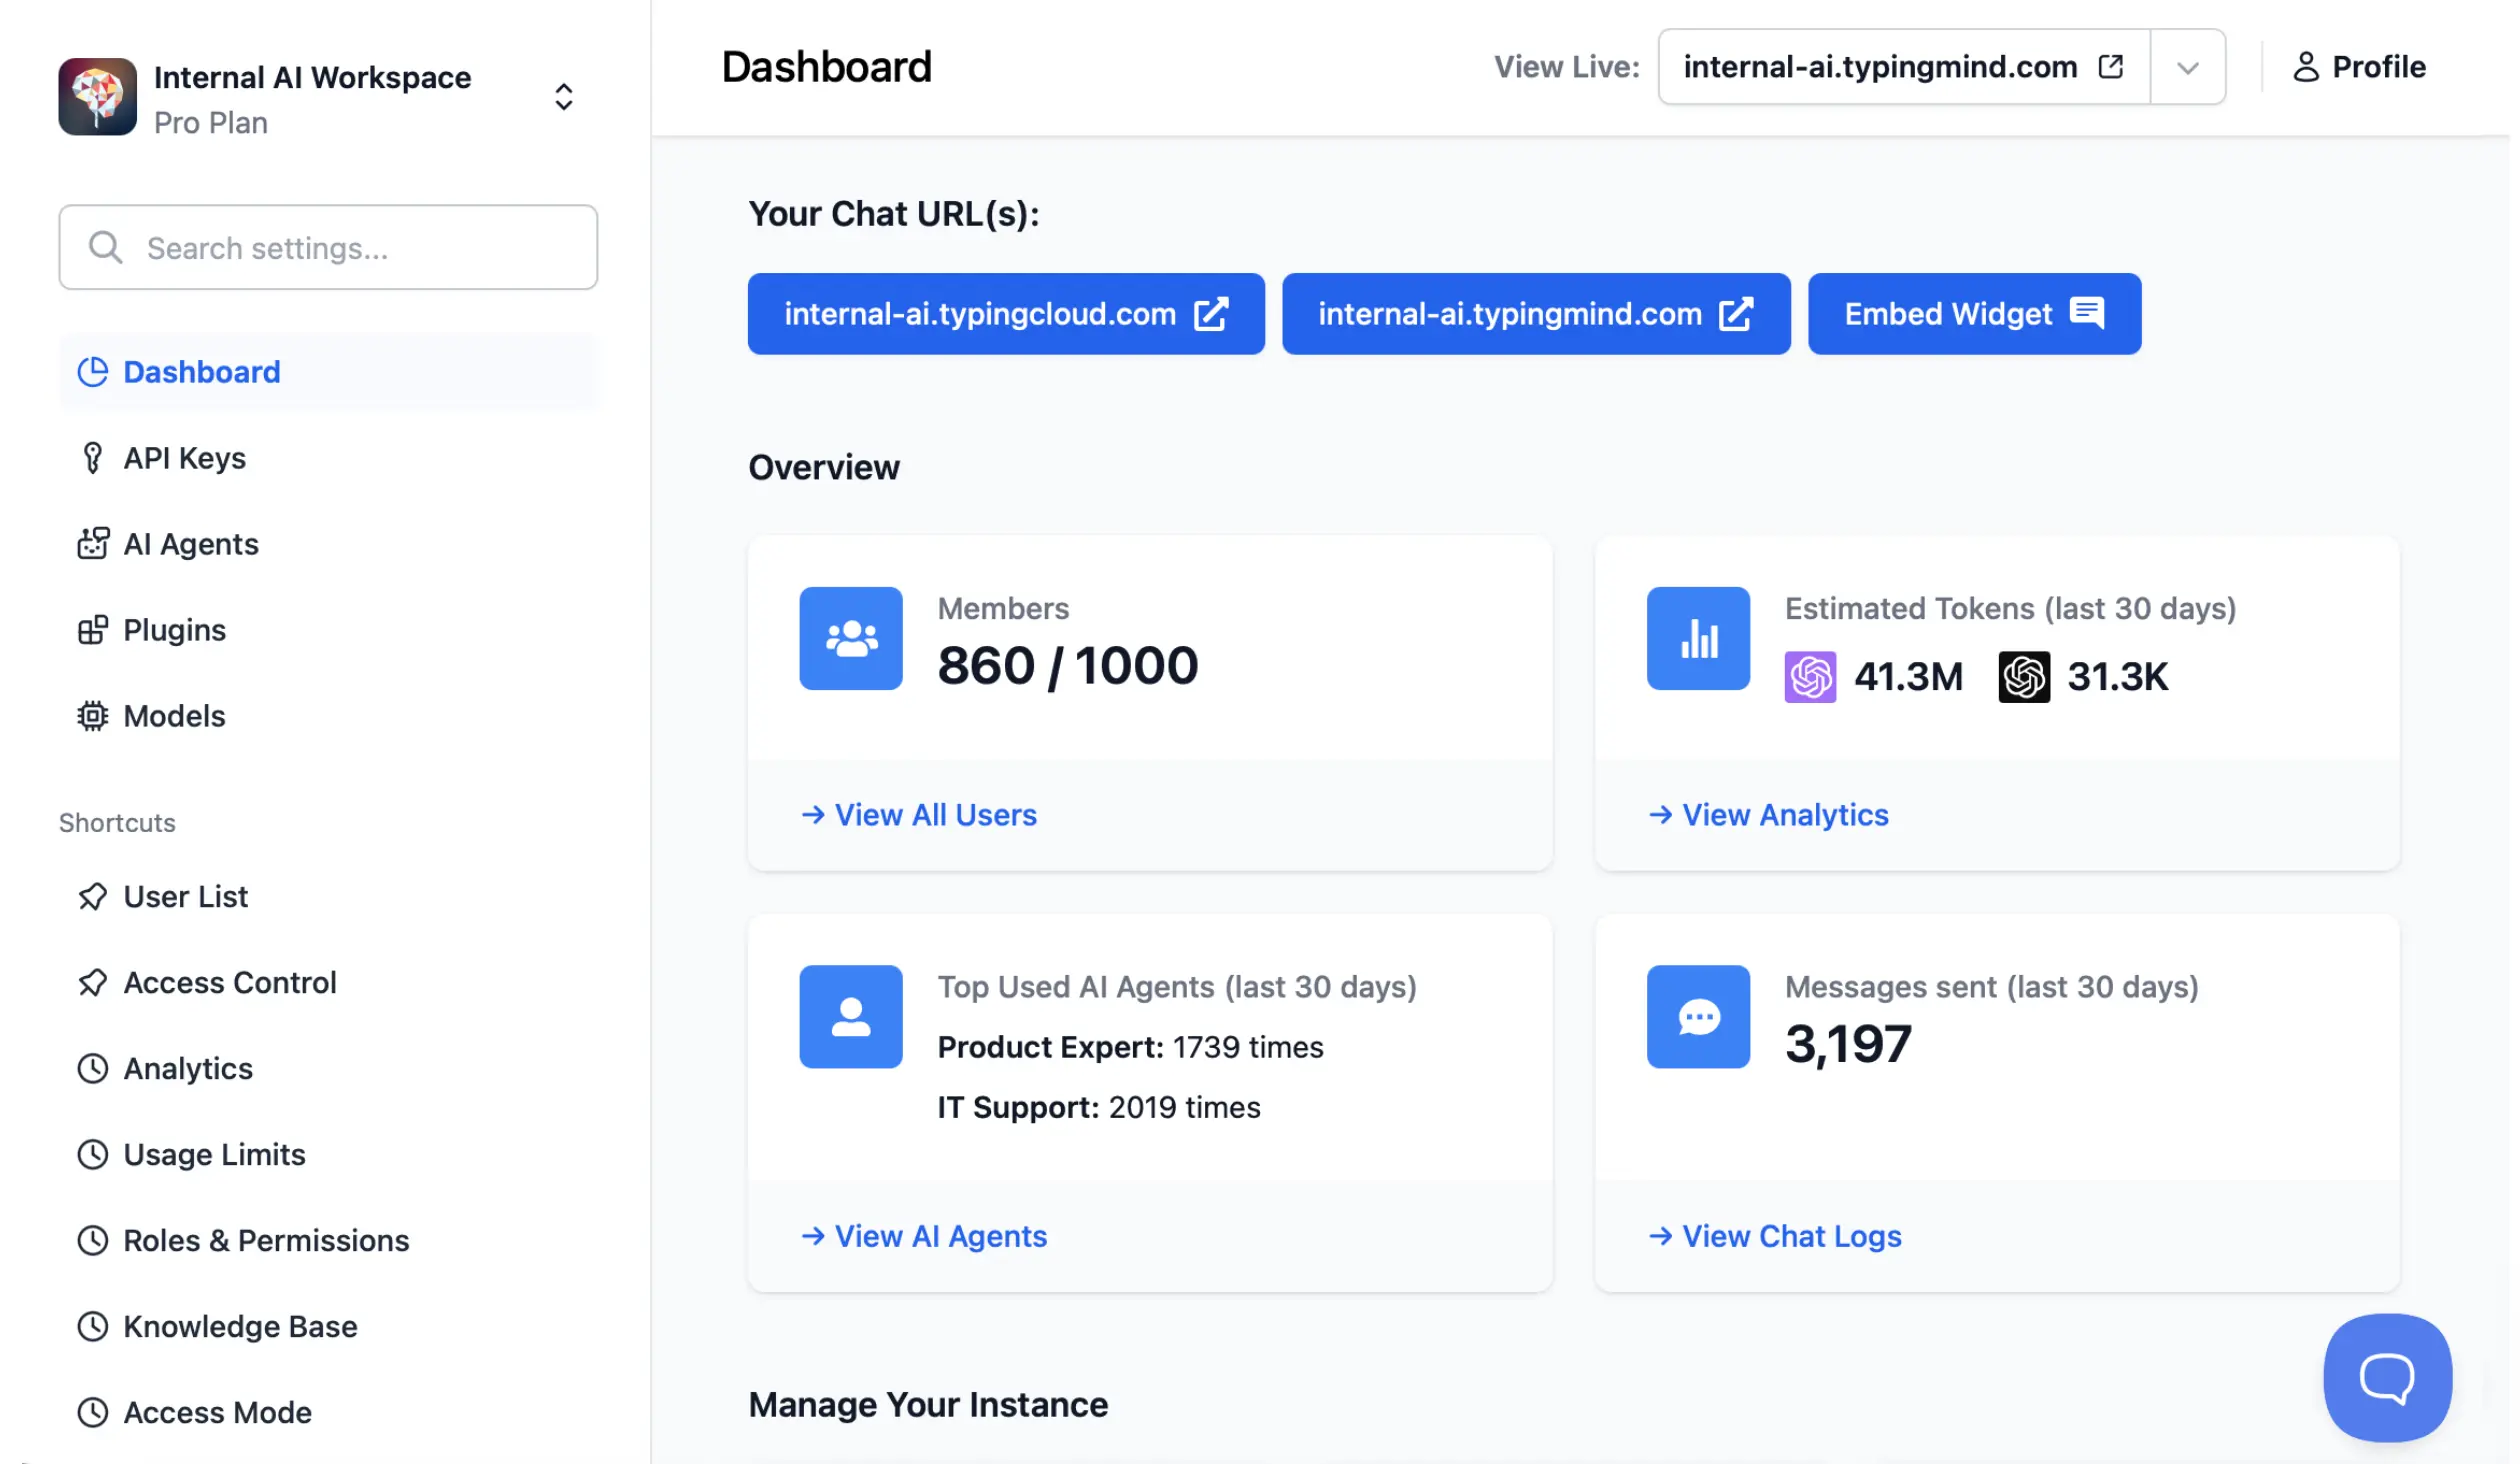 Internal AI Workspace
Pro Plan
Search settings...
Dashboard
API Keys
AI Agents
Plugins
Models
Shortcuts
User List
Access Control
Analytics
Usage Limits
Roles & Permissions
Knowledge Base
Access Mode
Dashboard
View Live: internal-ai.typingmind.com
Profile
Your Chat URL(s):
internal-ai.typingcloud.com
internal-ai.typingmind.com
Embed Widget
Overview
Members
860 / 1000
View All Users
Estimated Tokens (last 30 days)
41.3M 31.3K
View Analytics
Top Used AI Agents (last 30 days)
Product Expert: 1739 times
IT Support: 2019 times
View AI Agents
Messages sent (last 30 days)
3,197
View Chat Logs
Manage Your Instance